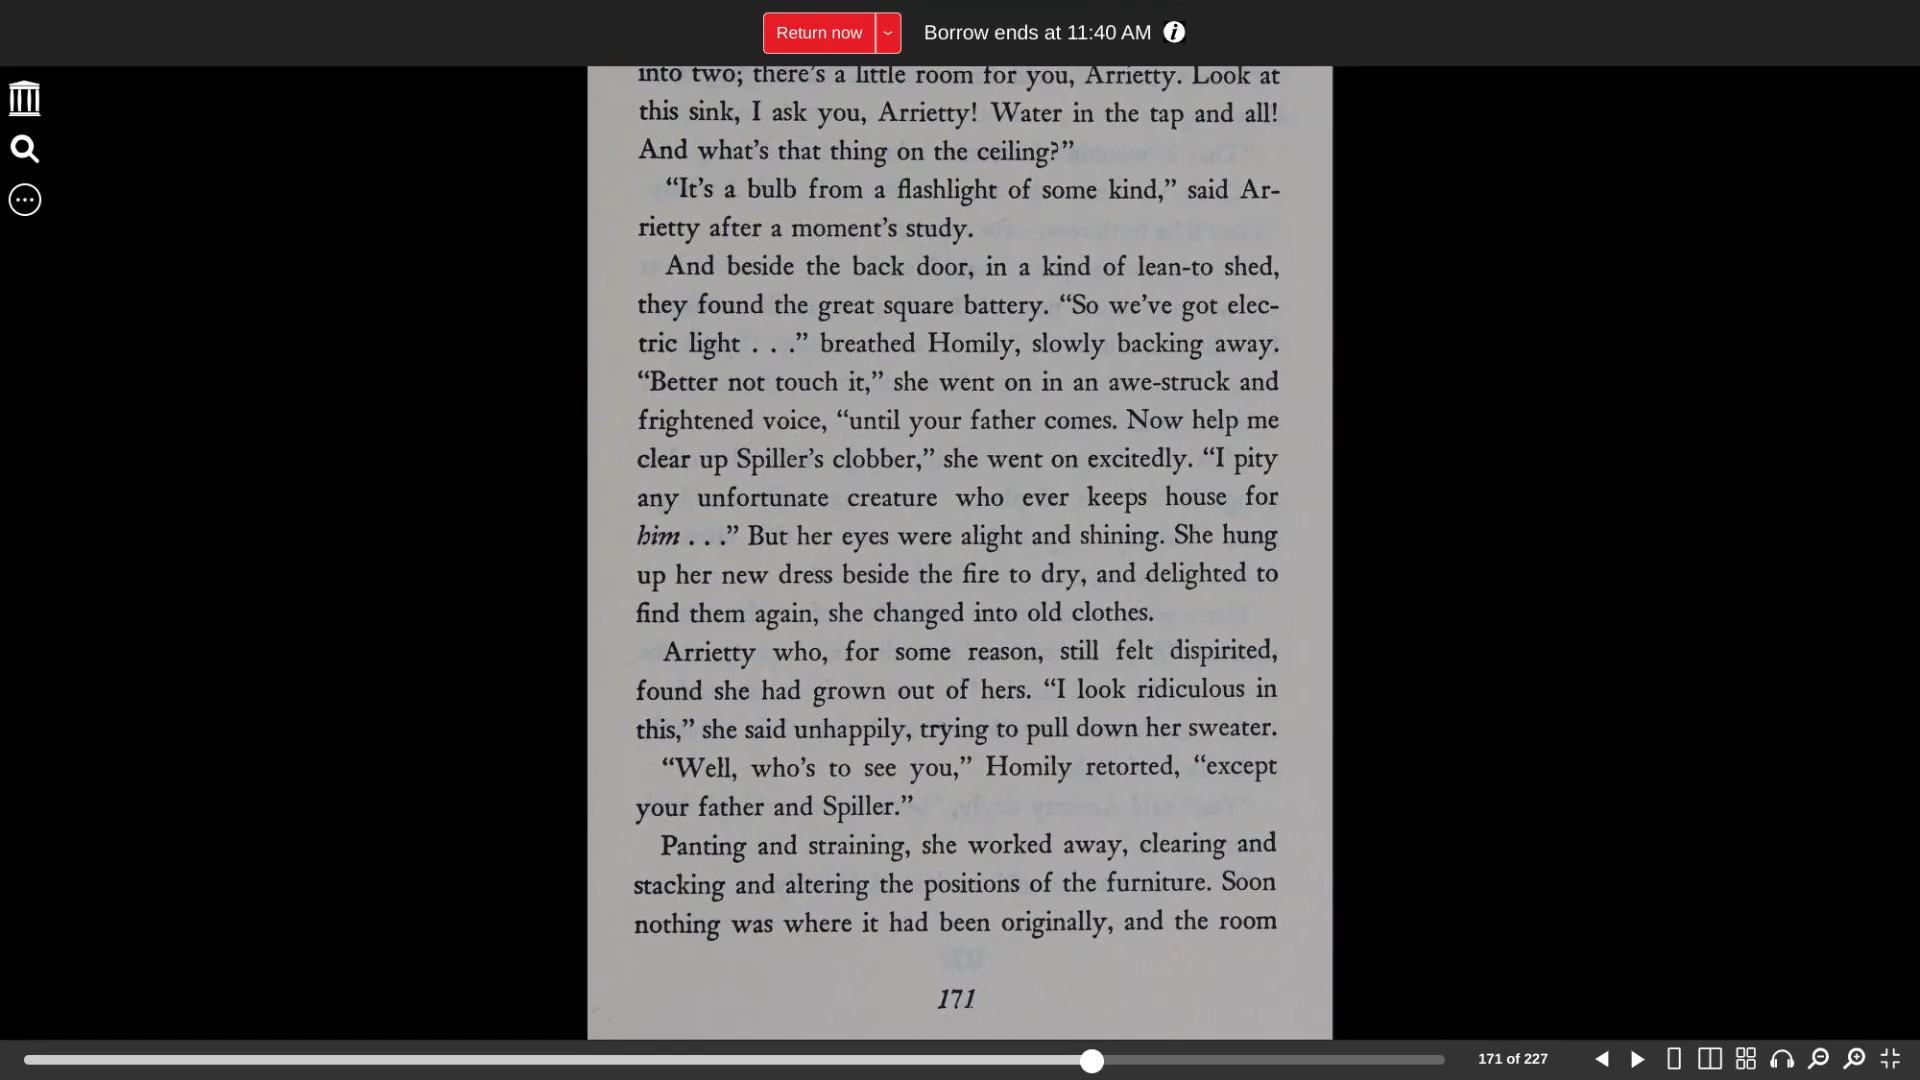 Return now
Borrow ends at 11:40 AM
into two; there's a little room for you, Arrietty. Look at
this sink, I ask you, Arrietty! Water in the tap and all!
And what's that thing on the ceiling?”
“It's a bulb from a flashlight of some kind,” said Ar-
rietty after a moment's study.
And beside the back door, in a kind of lean-to shed,
they found the great square battery. “So we've got elec-
tric light . . .” breathed Homily, slowly backing away.
“Better not touch it,” she went on in an awe-struck and
frightened voice, “until your father comes. Now help me
clear up Spiller's clobber,” she went on excitedly. “I pity
any unfortunate creature who ever keeps house for
him . . .” But her eyes were alight and shining. She hung
up her new dress beside the fire to dry, and delighted to
find them again, she changed into old clothes.
Arrietty who, for some reason, still felt dispirited,
found she had grown out of hers. “I look ridiculous in
this,” she said unhappily, trying to pull down her sweater.
“Well, who's to see you,” Homily retorted, “except
your father and Spiller.”
Panting and straining, she worked away, clearing and
stacking and altering the positions of the furniture. Soon
nothing was where it had been originally, and the room
171
171 of 227